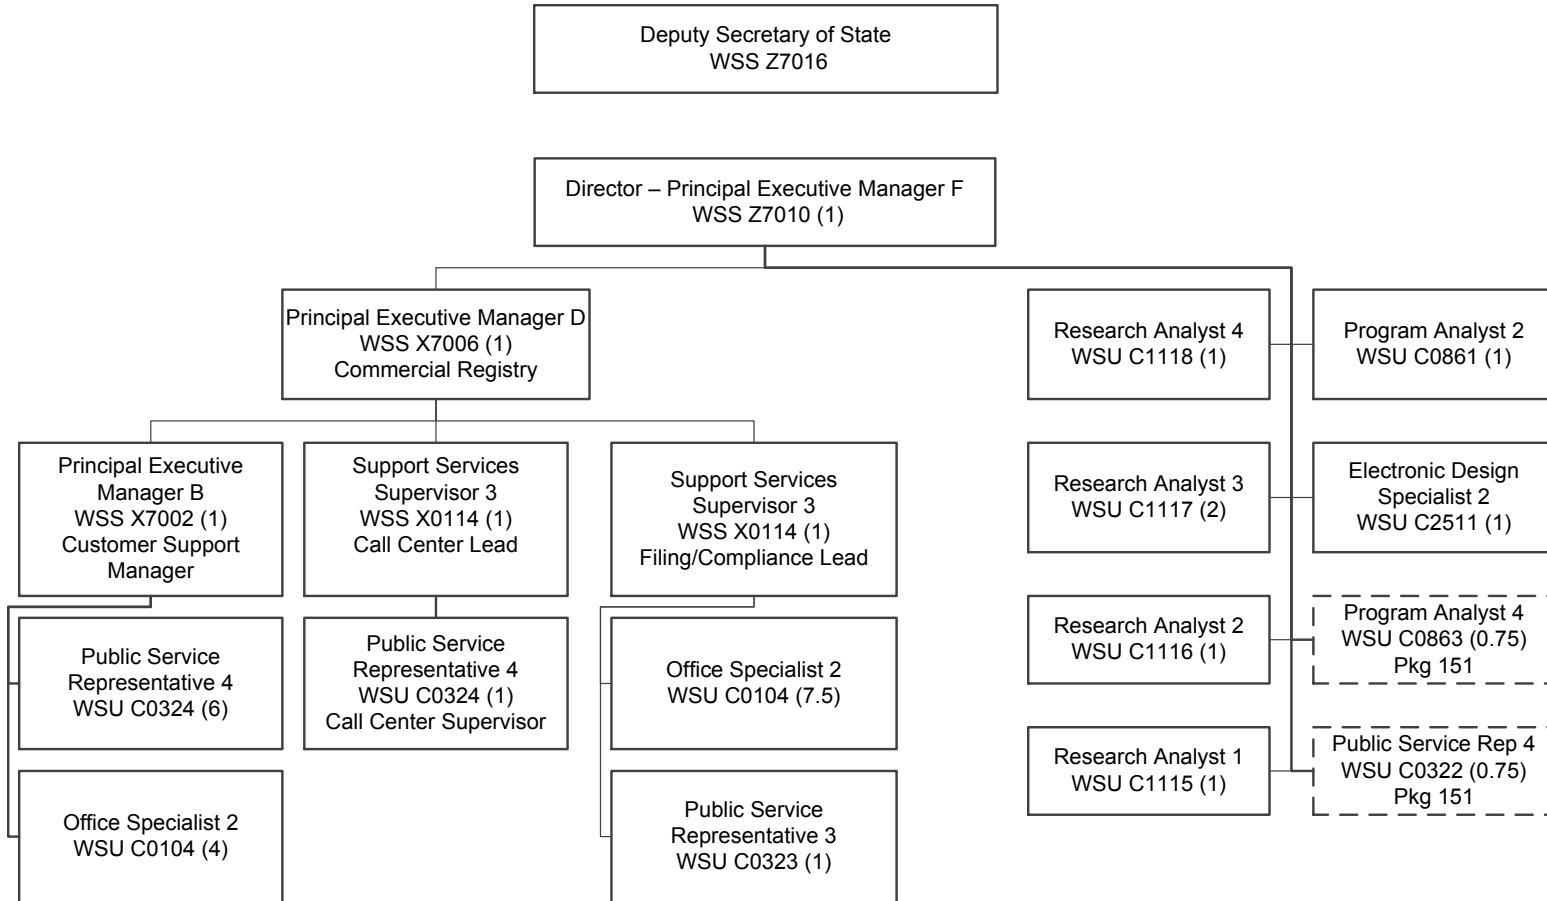 Deputy Secretary of State
WSS Z7016
Director – Principal Executive Manager F
WSS Z7010 (1)
Principal Executive Manager D
WSS X7006 (1)
Commercial Registry
Research Analyst 4
WSU C1118 (1)
Program Analyst 2
WSU C0861 (1)
Principal Executive
Manager B
WSS X7002 (1)
Customer Support
Manager
Support Services
Supervisor 3
WSS X0114 (1)
Call Center Lead
Support Services
Supervisor 3
WSS X0114 (1)
Filing/Compliance Lead
Research Analyst 3
WSU C1117 (2)
Electronic Design
Specialist 2
WSU C2511 (1)
Public Service
Representative 4
WSU C0324 (6)
Public Service
Representative 4
WSU C0324 (1)
Call Center Supervisor
Office Specialist 2
WSU C0104 (7.5)
Research Analyst 2
WSU C1116 (1)
Program Analyst 4
WSU C0863 (0.75)
Pkg 151
Office Specialist 2
WSU C0104 (4)
Public Service
Representative 3
WSU C0323 (1)
Research Analyst 1
WSU C1115 (1)
Public Service Rep 4
WSU C0322 (0.75)
Pkg 151